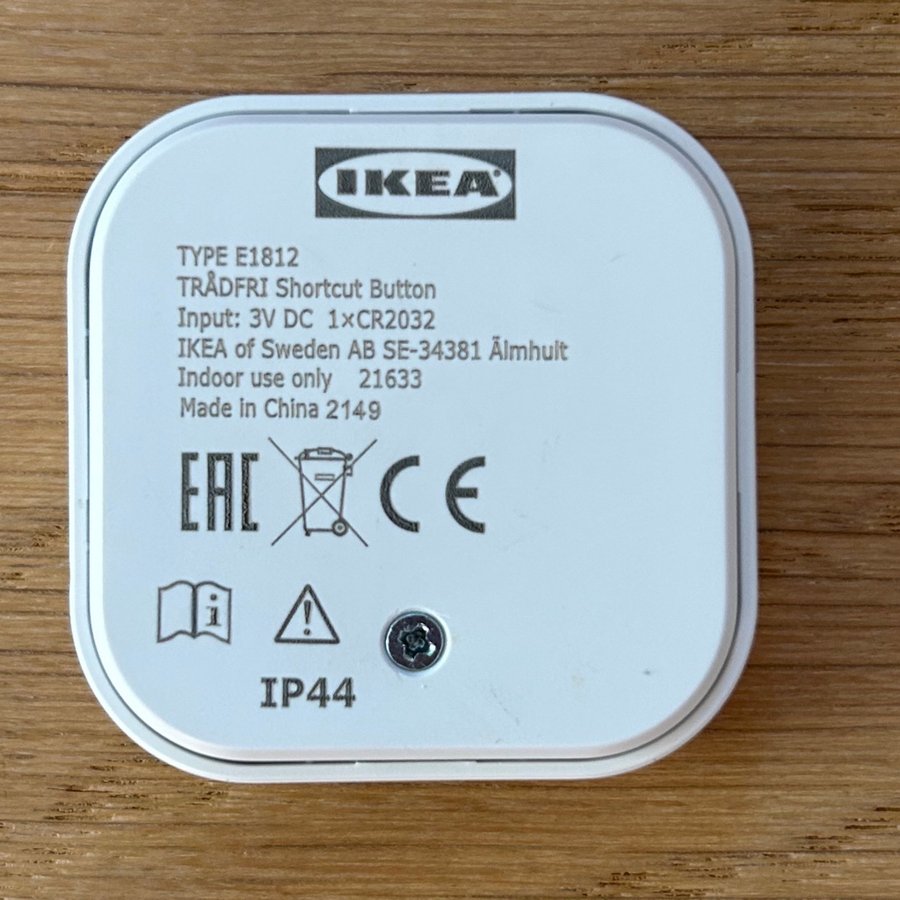 IKEA®
TYPE E1812
TRÅDFRI Shortcut Button
Input: 3V DC 1×CR2032
IKEA of Sweden AB SE-34381 Älmhult
Indoor use only 21633
Made in China 2149
EAC CE
i
!
IP44